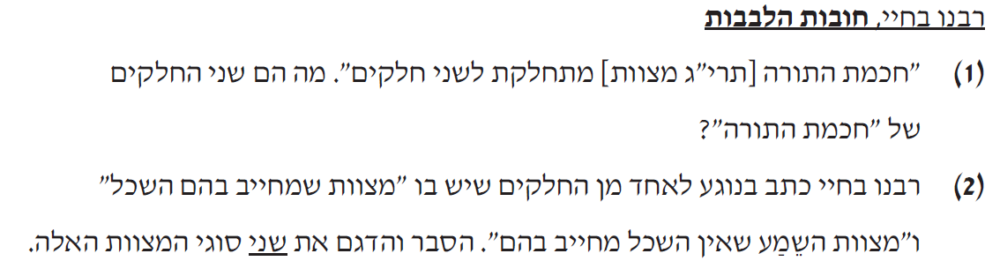 רבנו בחיי, חובות הלבבות
(1) "חכמת התורה [תרי"ג מצוות] מתחלקת לשני חלקים". מה הם שני החלקים
של "חכמת התורה"?
(2) רבנו בחיי כתב בנוגע לאחד מן החלקים שיש בו "מצוות שמחייב בהם השכל"
ו"מצוות השֵמַע שאין השכל מחייב בהם". הסבר והדגם את שני סוגי המצוות האלה.